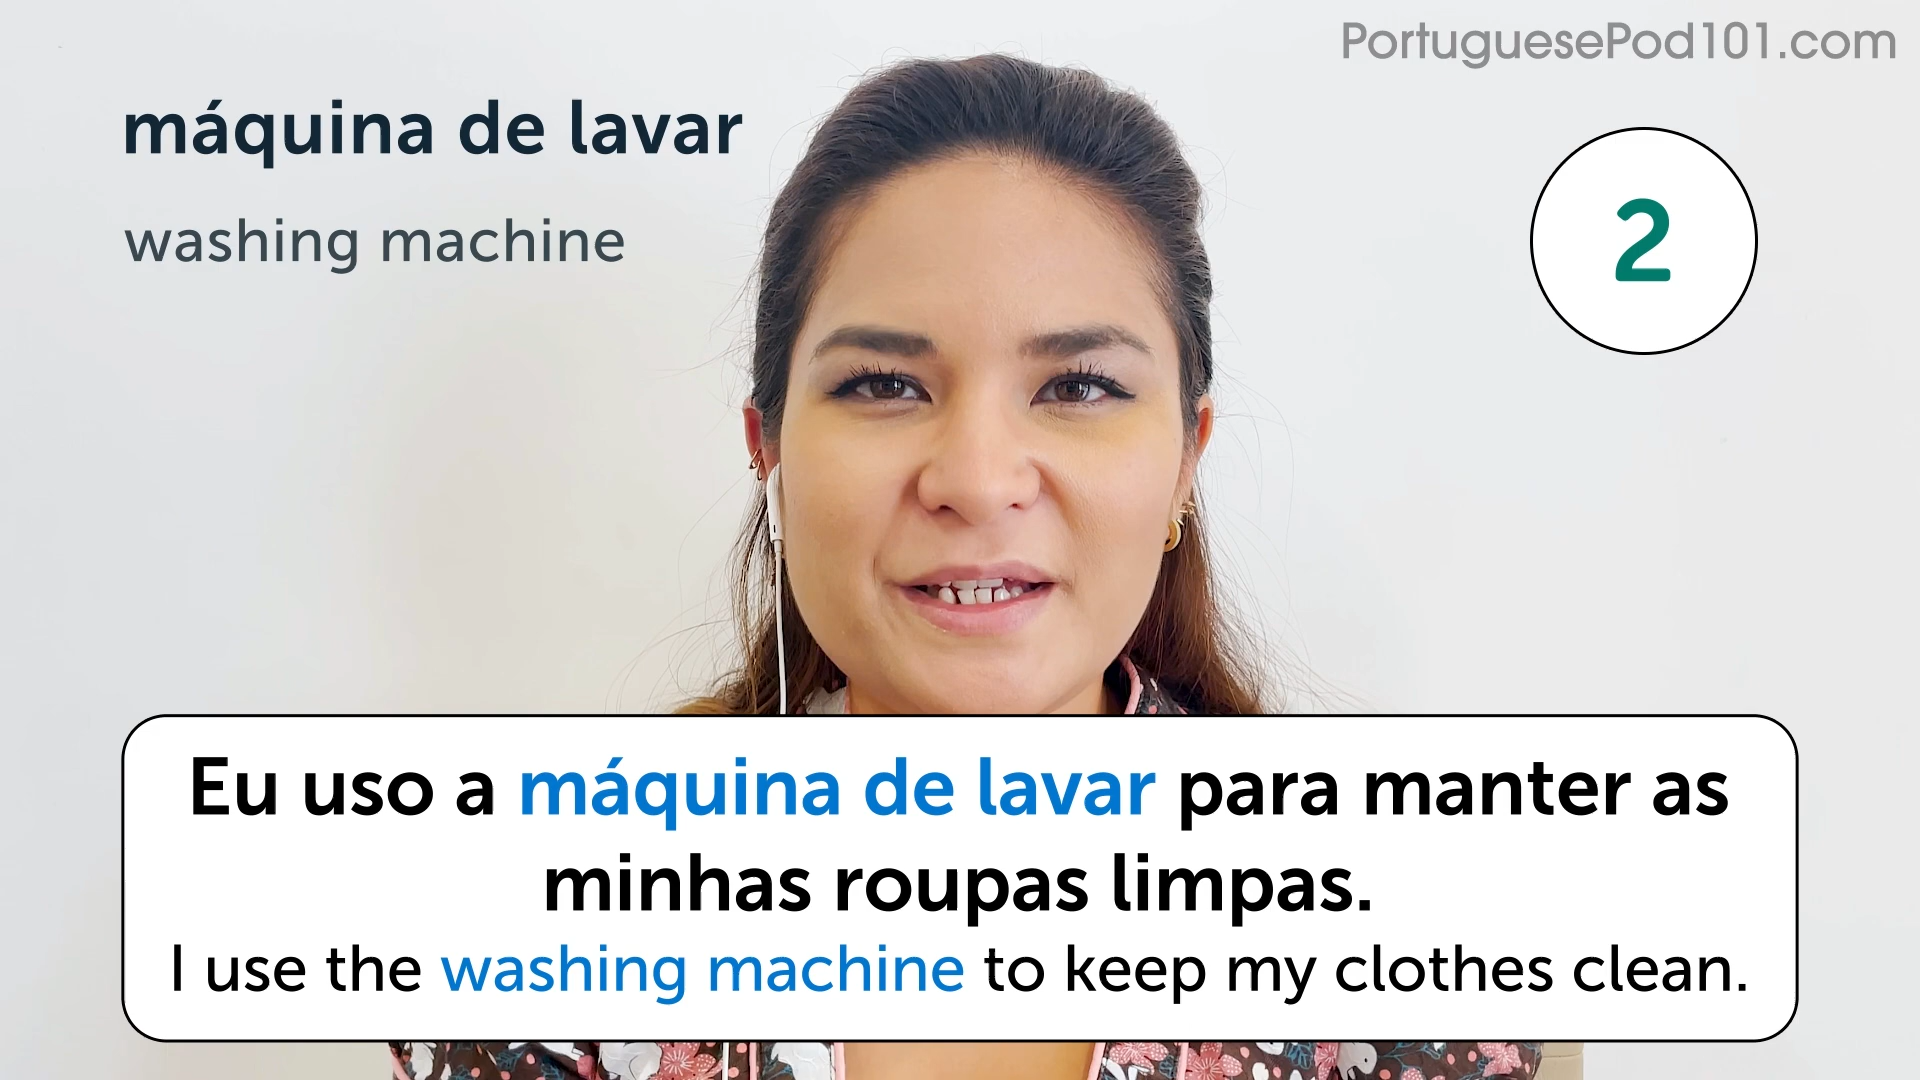 PortuguesePod101.com
máquina de lavar
washing machine
2
Eu uso a máquina de lavar para manter as
minhas roupas limpas.
I use the washing machine to keep my clothes clean.